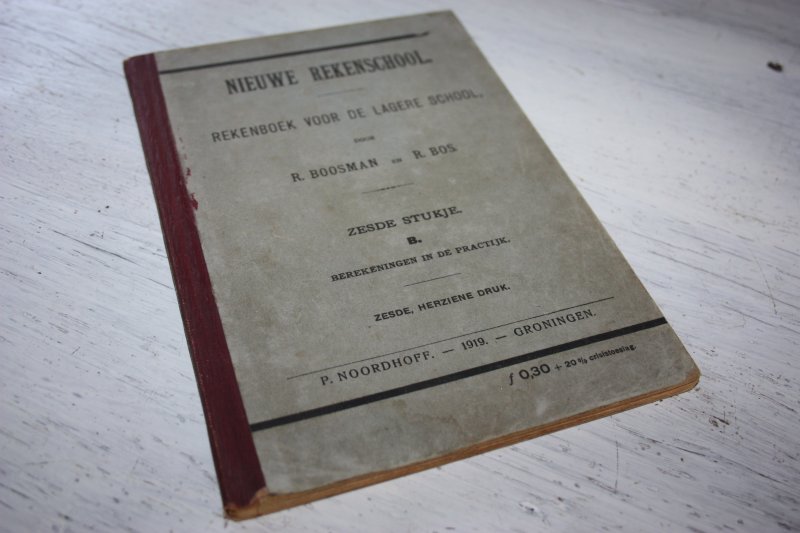 NIEUWE REKENSCHOOL.
REKENBOEK VOOR DE LAGERE SCHOOL,
DOOR
R. BOOSMAN EN R. BOS.
ZESDE STUKJE.
B.
BEREKENINGEN IN DE PRACTIJK.
ZESDE, HERZIENE DRUK.
P. NOORDHOFF. — 1919. — GRONINGEN.
ƒ 0,30 + 20 % crisistoeslag.